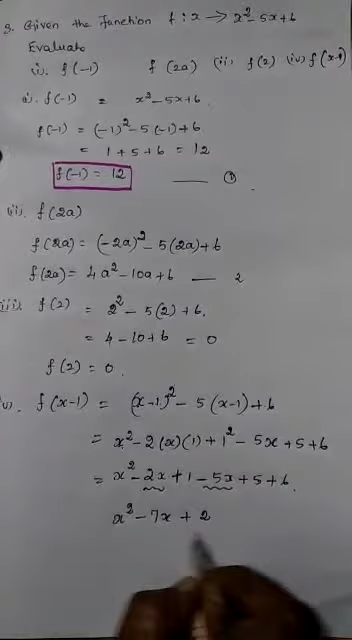 3. Given the function f : x → x² - 5x + 6
Evaluate
(i). f(-1) f(2a) (ii) f(2) (iv) f(x-1)
i). f(-1) = x² - 5x + 6.
f(-1) = (-1)² - 5(-1) + 6
= 1 + 5 + 6 = 12
f(-1) = 12 —— ①
(ii). f(2a)
f(2a) = (-2a)² - 5(2a) + 6
f(2a) = 4a² - 10a + 6 —— 2
(iii). f(2) = 2² - 5(2) + 6.
= 4 - 10 + 6 = 0
f(2) = 0.
iv). f(x-1) = (x-1)² - 5(x-1) + 6
= x² - 2(x)(1) + 1² - 5x + 5 + 6
= x² - 2x + 1 - 5x + 5 + 6.
x² - 7x + 2